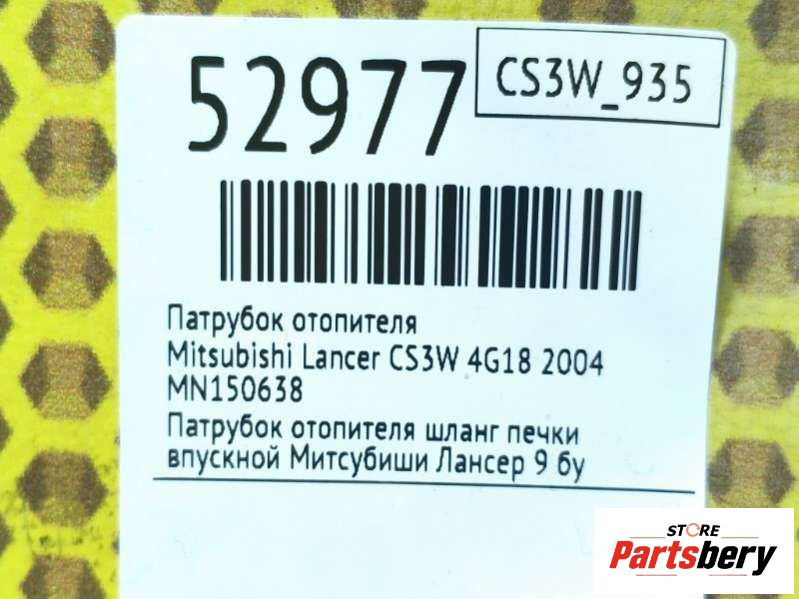 52977
CS3W_935
Патрубок отопителя
Mitsubishi Lancer CS3W 4G18 2004
MN150638
Патрубок отопителя шланг печки
впускной Митсубиши Лансер 9 бу
STORE
Partsbery